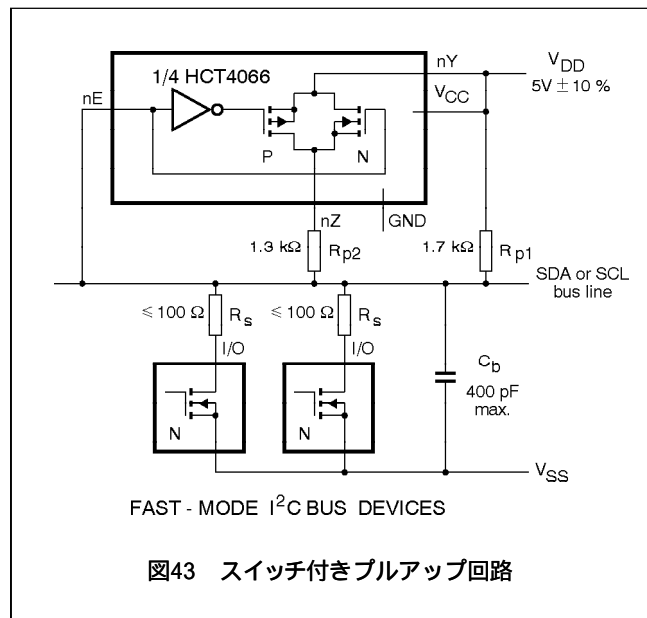 nY
V_DD
5V ± 10 %
1/4 HCT4066
nE
V_CC
P
N
nZ
GND
1.3 kΩ
R_p2
1.7 kΩ
R_p1
SDA or SCL
bus line
≤ 100 Ω
R_s
≤ 100 Ω
R_s
I/O
I/O
C_b
400 pF
max.
N
N
V_SS
FAST - MODE I²C BUS DEVICES
図43 スイッチ付きプルアップ回路